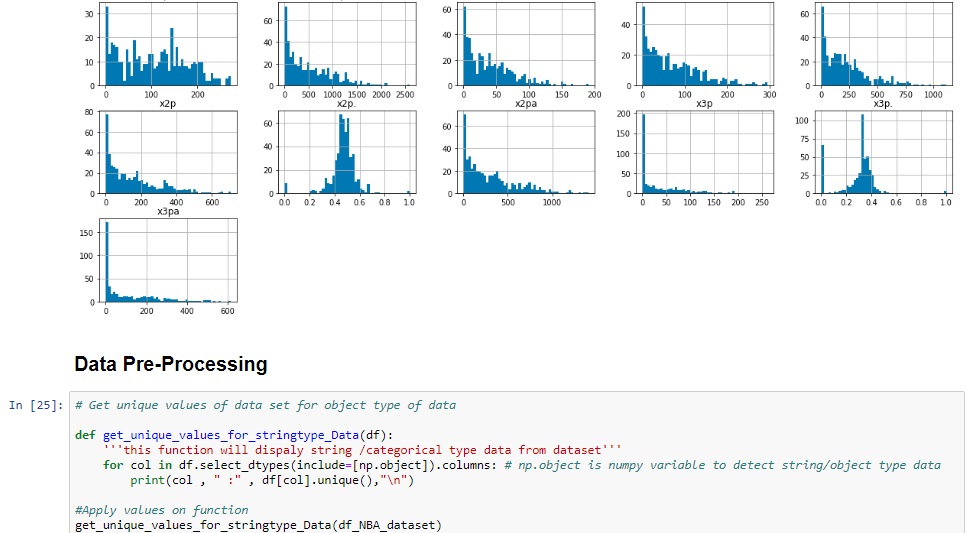 30 60 60 40 60
20 40 40 40
10 20 20 20 20
0 0 0 0 0
0 100 200 0 500 1000 1500 2000 2500 0 50 100 150 200 0 100 200 300 0 250 500 750 1000
x2p x2p. x2pa x3p x3p.
80 60 60 200 100
60 150 75
40 40 40 100 50
20 20 20 50 25
0 0 0 0 0
0 200 400 600 0.0 0.2 0.4 0.6 0.8 1.0 0 500 1000 0 50 100 150 200 250 0.0 0.2 0.4 0.6 0.8 1.0
x3pa
150
100
50
0
0 200 400 600
Data Pre-Processing
In [25]: # Get unique values of data set for object type of data
def get_unique_values_for_stringtype_Data(df):
'''this function will dispaly string /categorical type data from dataset'''
for col in df.select_dtypes(include=[np.object]).columns: # np.object is numpy variable to detect string/object type data
print(col , " :" , df[col].unique(),"\n")
#Apply values on function
get_unique_values_for_stringtype_Data(df_NBA_dataset)